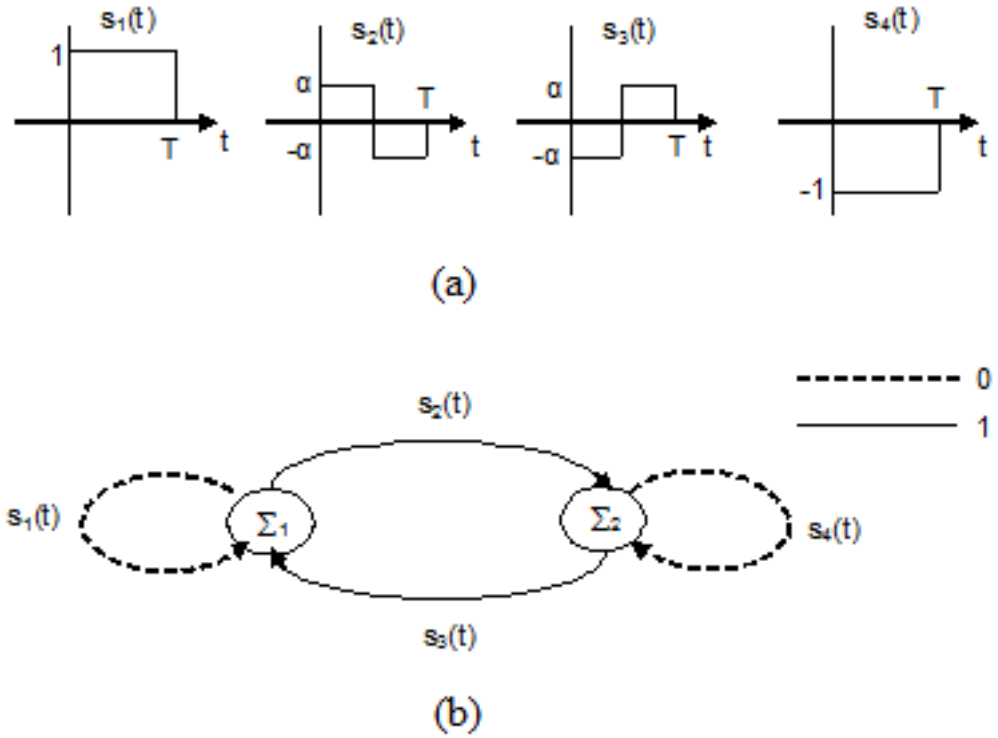 s₁(t)
1
T
t
s₂(t)
α
-α
T
t
s₃(t)
α
-α
T
t
s₄(t)
-1
T
t
(a)
0
1
s₂(t)
s₁(t)
Σ₁
Σ₂
s₄(t)
s₃(t)
(b)